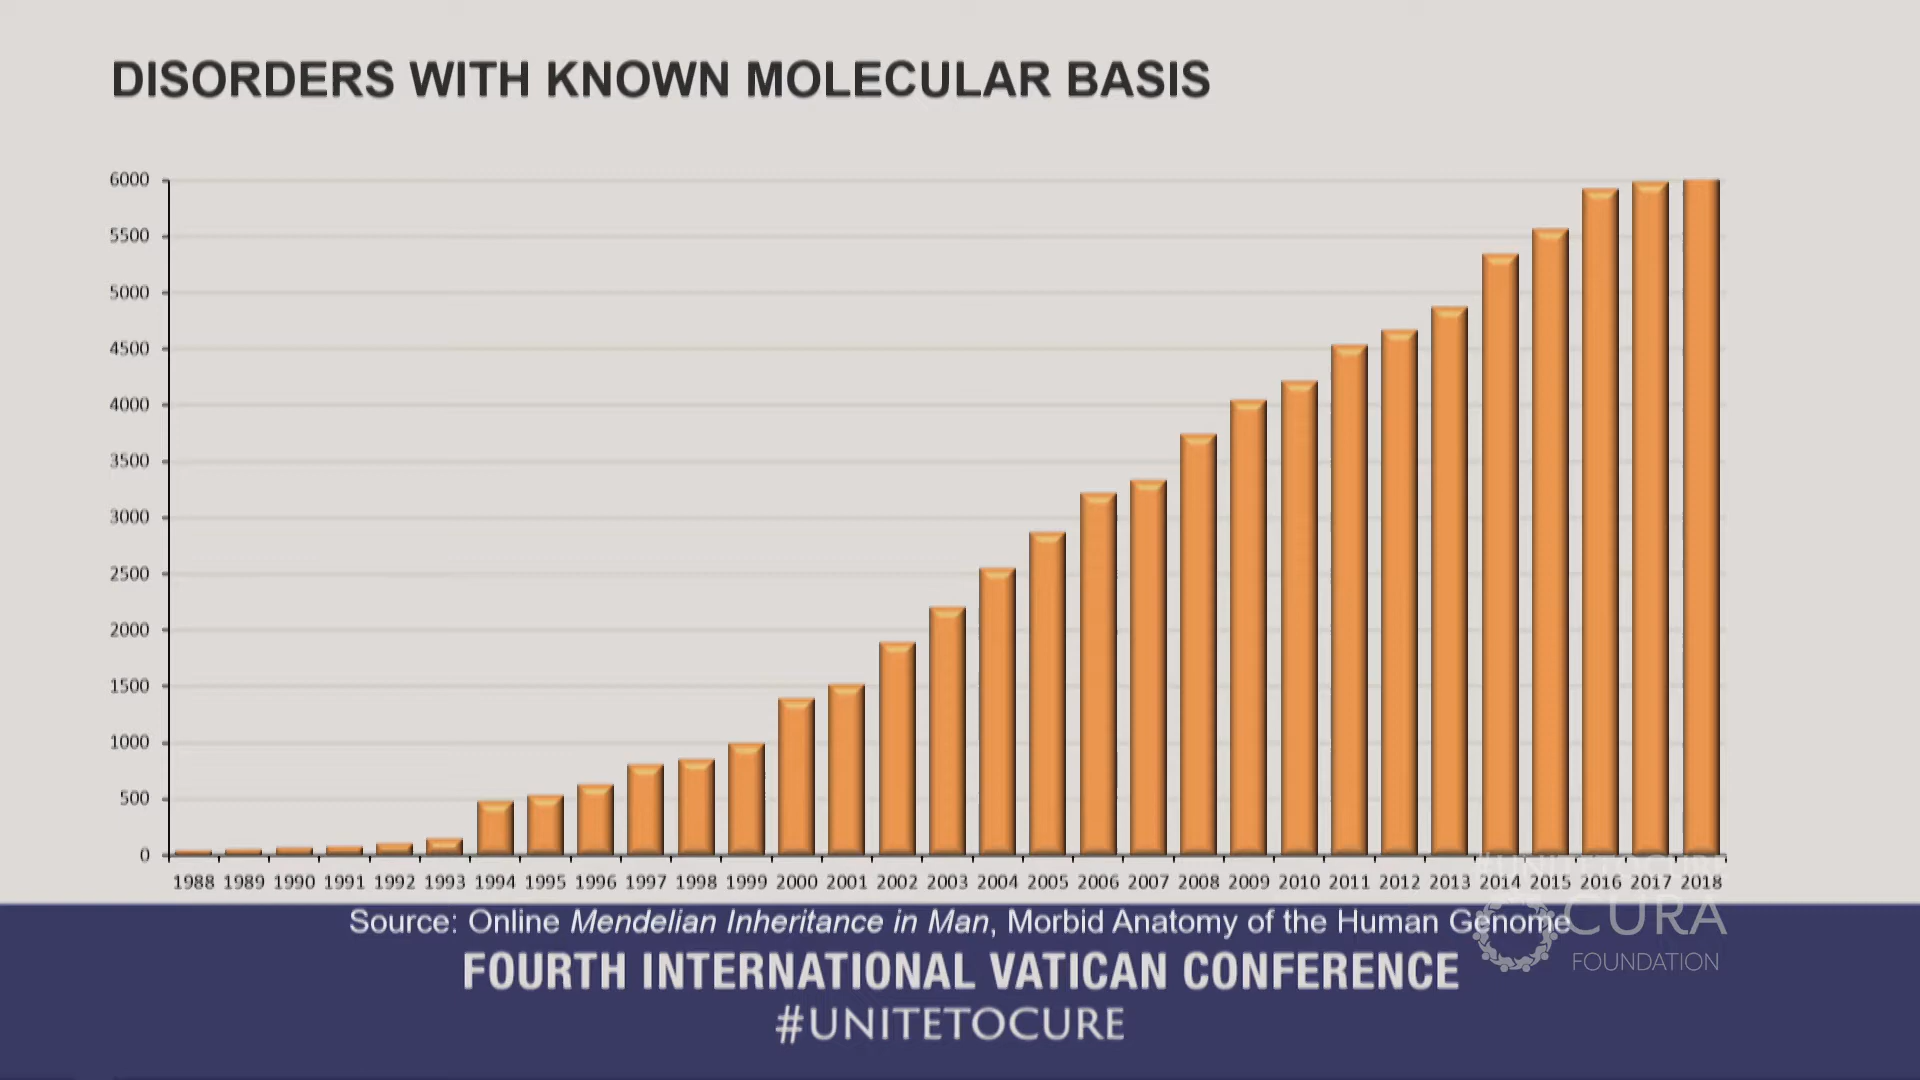 DISORDERS WITH KNOWN MOLECULAR BASIS
6000
5500
5000
4500
4000
3500
3000
2500
2000
1500
1000
500
0
1988 1989 1990 1991 1992 1993 1994 1995 1996 1997 1998 1999 2000 2001 2002 2003 2004 2005 2006 2007 2008 2009 2010 2011 2012 2013 2014 2015 2016 2017 2018
#UNITETOCURE
Source: Online Mendelian Inheritance in Man, Morbid Anatomy of the Human Genome
CURA
FOUNDATION
FOURTH INTERNATIONAL VATICAN CONFERENCE
#UNITETOCURE